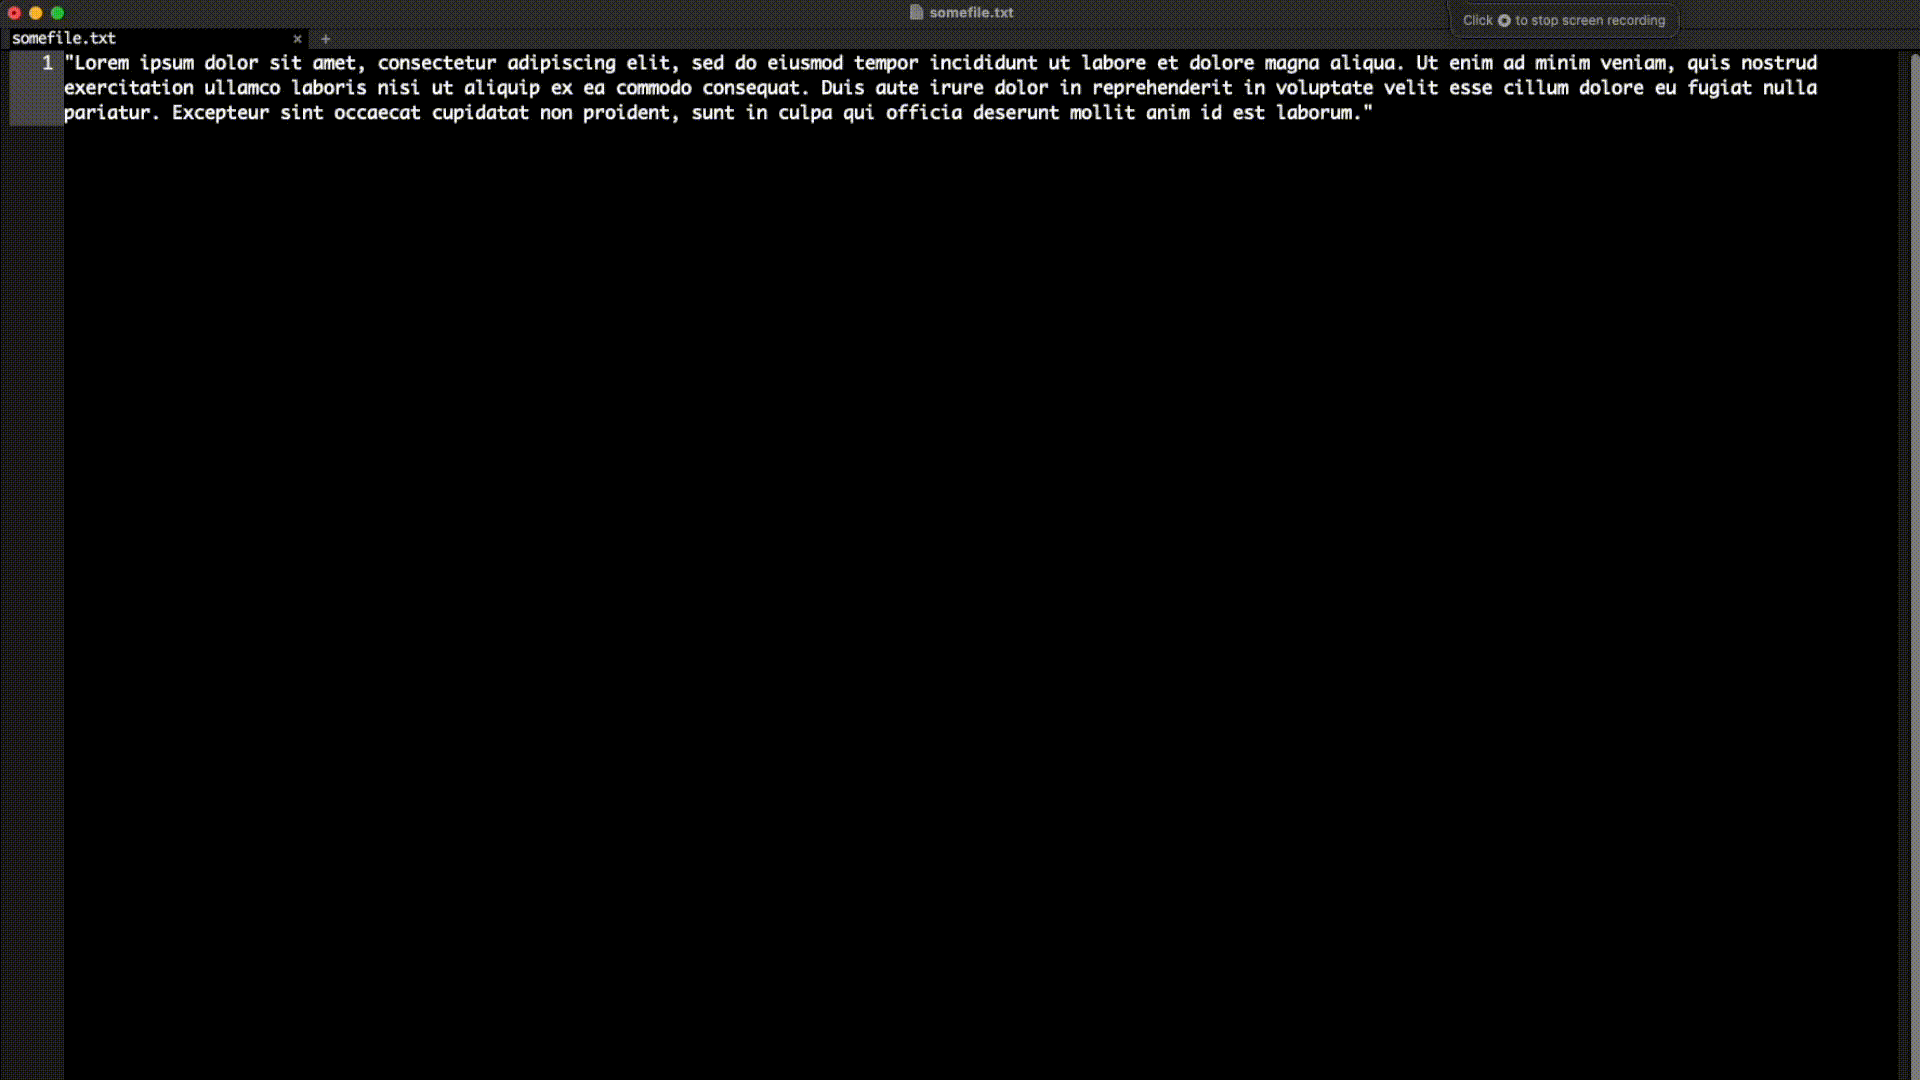 somefile.txt
Click to stop screen recording
somefile.txt × +
1 "Lorem ipsum dolor sit amet, consectetur adipiscing elit, sed do eiusmod tempor incididunt ut labore et dolore magna aliqua. Ut enim ad minim veniam, quis nostrud
exercitation ullamco laboris nisi ut aliquip ex ea commodo consequat. Duis aute irure dolor in reprehenderit in voluptate velit esse cillum dolore eu fugiat nulla
pariatur. Excepteur sint occaecat cupidatat non proident, sunt in culpa qui officia deserunt mollit anim id est laborum."